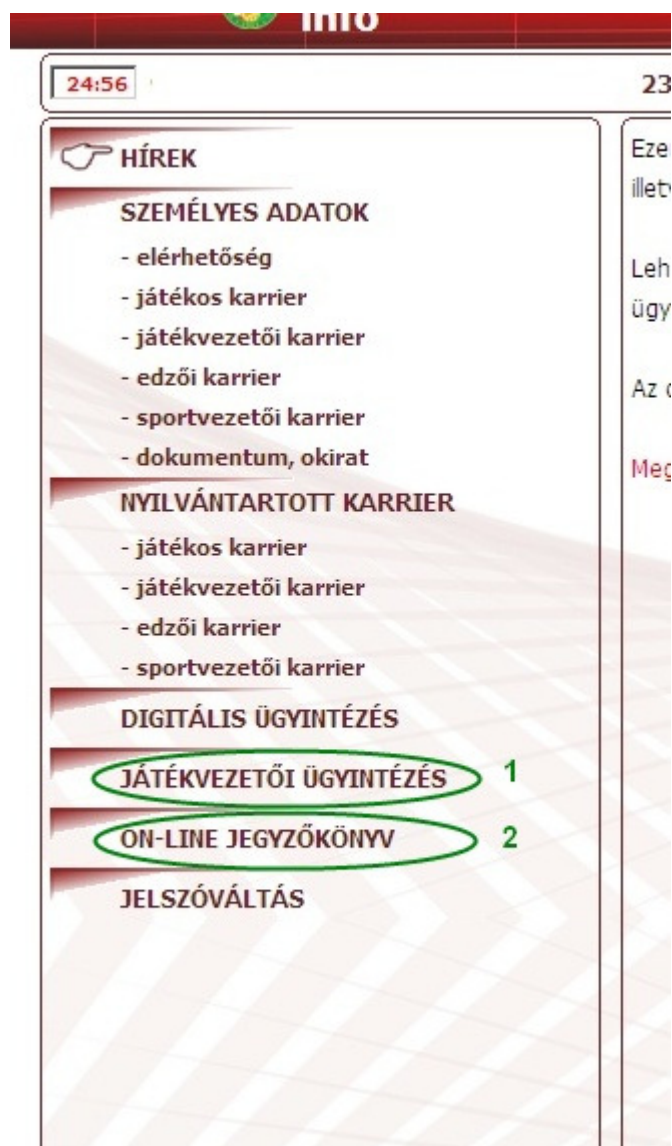 info
24:56
23
HÍREK
SZEMÉLYES ADATOK
- elérhetőség
- játékos karrier
- játékvezetői karrier
- edzői karrier
- sportvezetői karrier
- dokumentum, okirat
NYILVÁNTARTOTT KARRIER
- játékos karrier
- játékvezetői karrier
- edzői karrier
- sportvezetői karrier
DIGITÁLIS ÜGYINTÉZÉS
JÁTÉKVEZETŐI ÜGYINTÉZÉS 1
ON-LINE JEGYZŐKÖNYV 2
JELSZÓVÁLTÁS
Eze
illet
Leh
ügy
Az
Meg